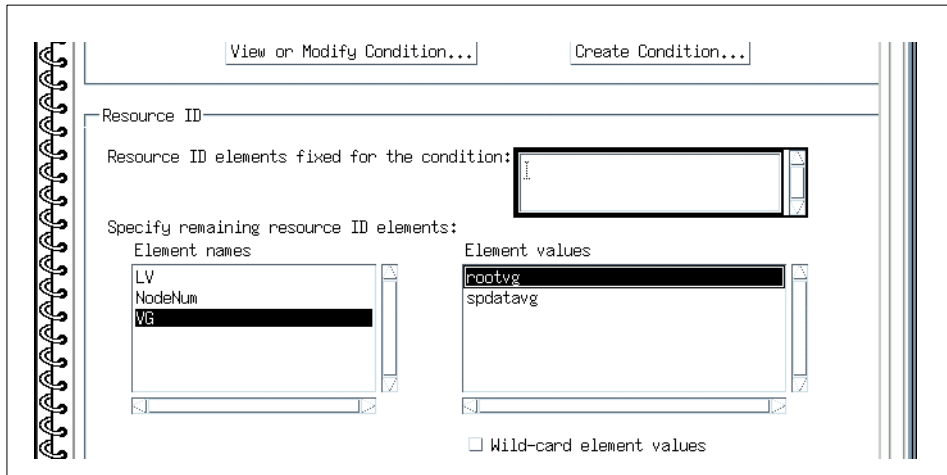 View or Modify Condition... Create Condition...
Resource ID
Resource ID elements fixed for the condition:
Specify remaining resource ID elements:
Element names Element values
LV rootvg
NodeNum spdatavg
VG
Wild-card element values